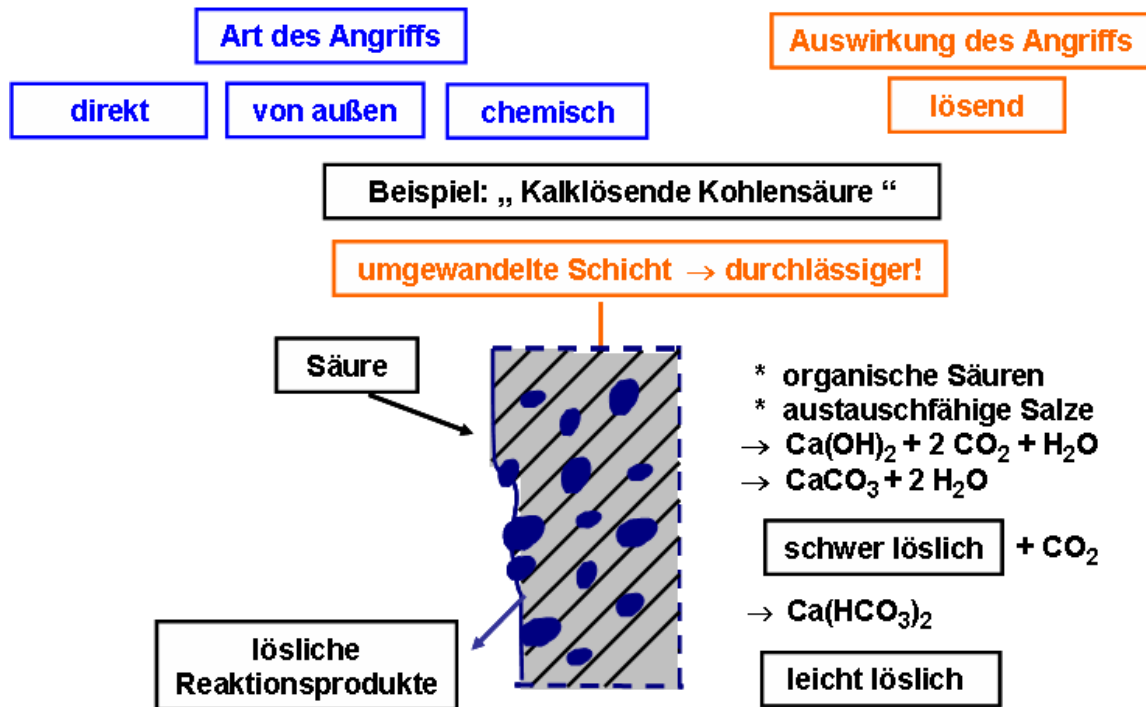 Art des Angriffs
Auswirkung des Angriffs
direkt
von außen
chemisch
lösend
Beispiel: „ Kalklösende Kohlensäure “
umgewandelte Schicht → durchlässiger!
Säure
* organische Säuren
* austauschfähige Salze
→ Ca(OH)₂ + 2 CO₂ + H₂O
→ CaCO₃ + 2 H₂O
schwer löslich + CO₂
→ Ca(HCO₃)₂
leicht löslich
lösliche
Reaktionsprodukte